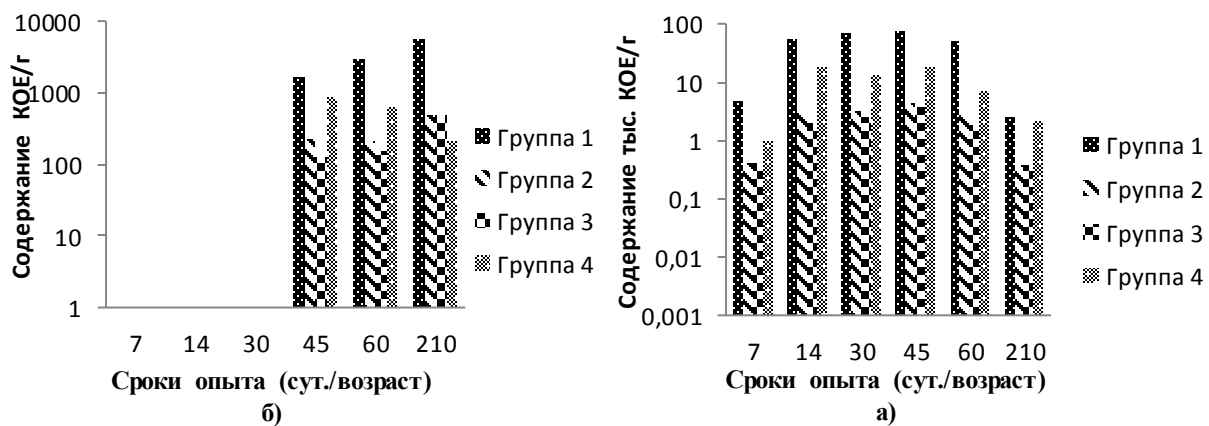 Содержание КОЕ/г
10000
1000
100
10
1
7 14 30 45 60 210
Сроки опыта (сут./возраст)
б)
Группа 1
Группа 2
Группа 3
Группа 4
Содержание тыс. КОЕ/г
100
10
1
0,1
0,01
0,001
7 14 30 45 60 210
Сроки опыта (сут./возраст)
а)
Группа 1
Группа 2
Группа 3
Группа 4